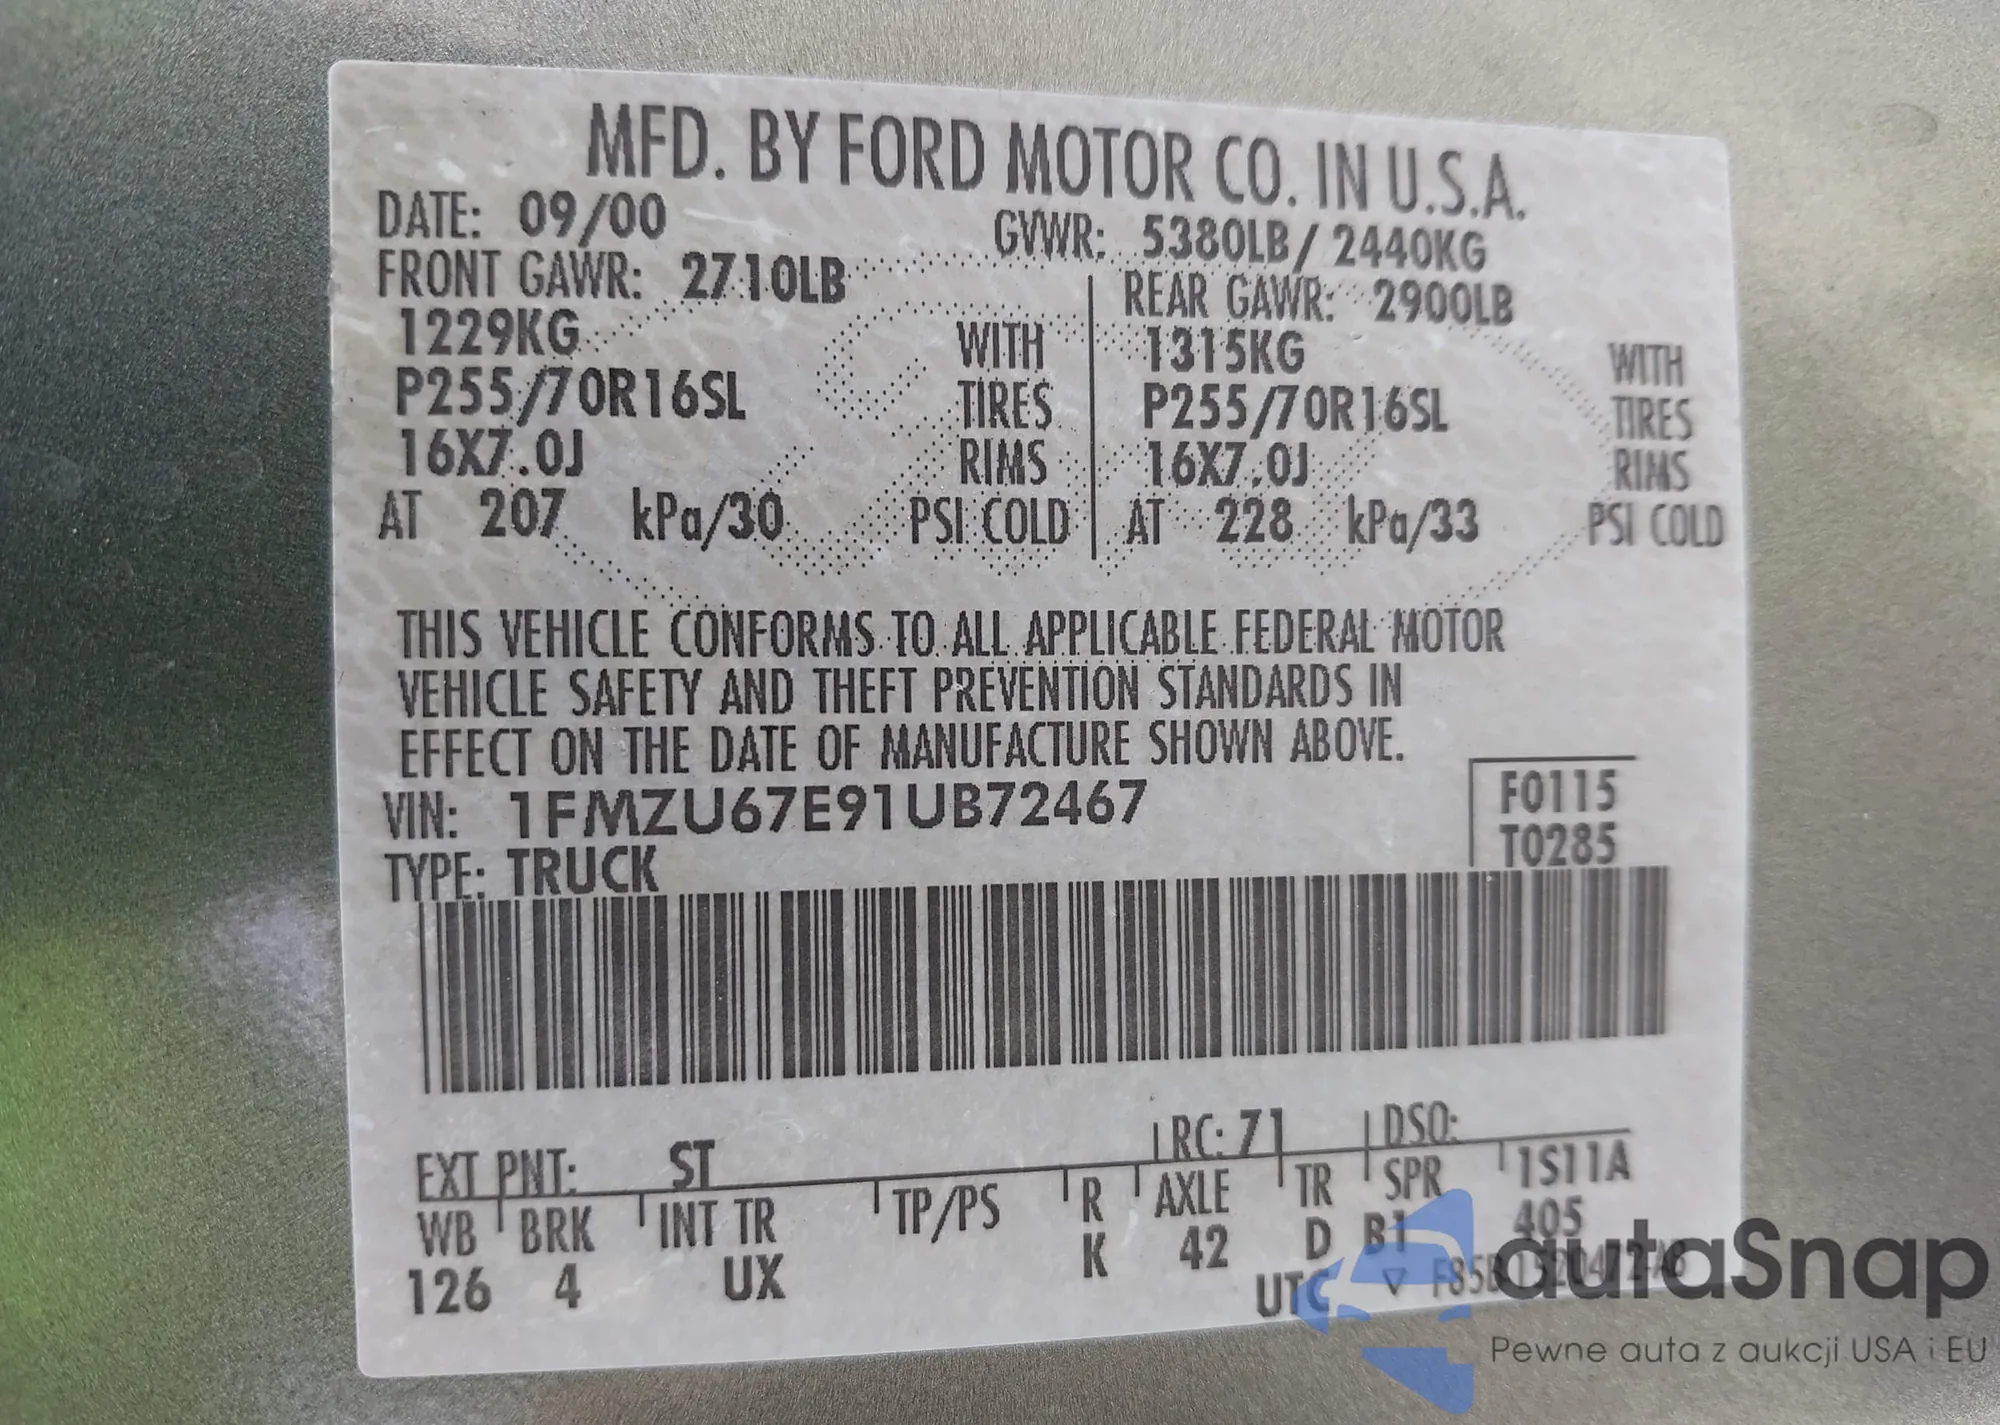 MFD. BY FORD MOTOR CO. IN U.S.A.
DATE: 09/00 GVWR: 5380LB / 2440KG
FRONT GAWR: 2710LB REAR GAWR: 2900LB
1229KG WITH 1315KG WITH
P255/70R16SL TIRES P255/70R16SL TIRES
16X7.0J RIMS 16X7.0J RIMS
AT 207 kPa/30 PSI COLD AT 228 kPa/33 PSI COLD
THIS VEHICLE CONFORMS TO ALL APPLICABLE FEDERAL MOTOR
VEHICLE SAFETY AND THEFT PREVENTION STANDARDS IN
EFFECT ON THE DATE OF MANUFACTURE SHOWN ABOVE.
VIN: 1FMZU67E91UB72467 F0115
TYPE: TRUCK T0285
EXT PNT: ST RC: 71 DSO:
WB BRK INT TR TP/PS R AXLE TR SPR 1S11A
126 4 UX K 42 D B1 405
UTC
autaSnap
Pewne auta z aukcji USA i EU